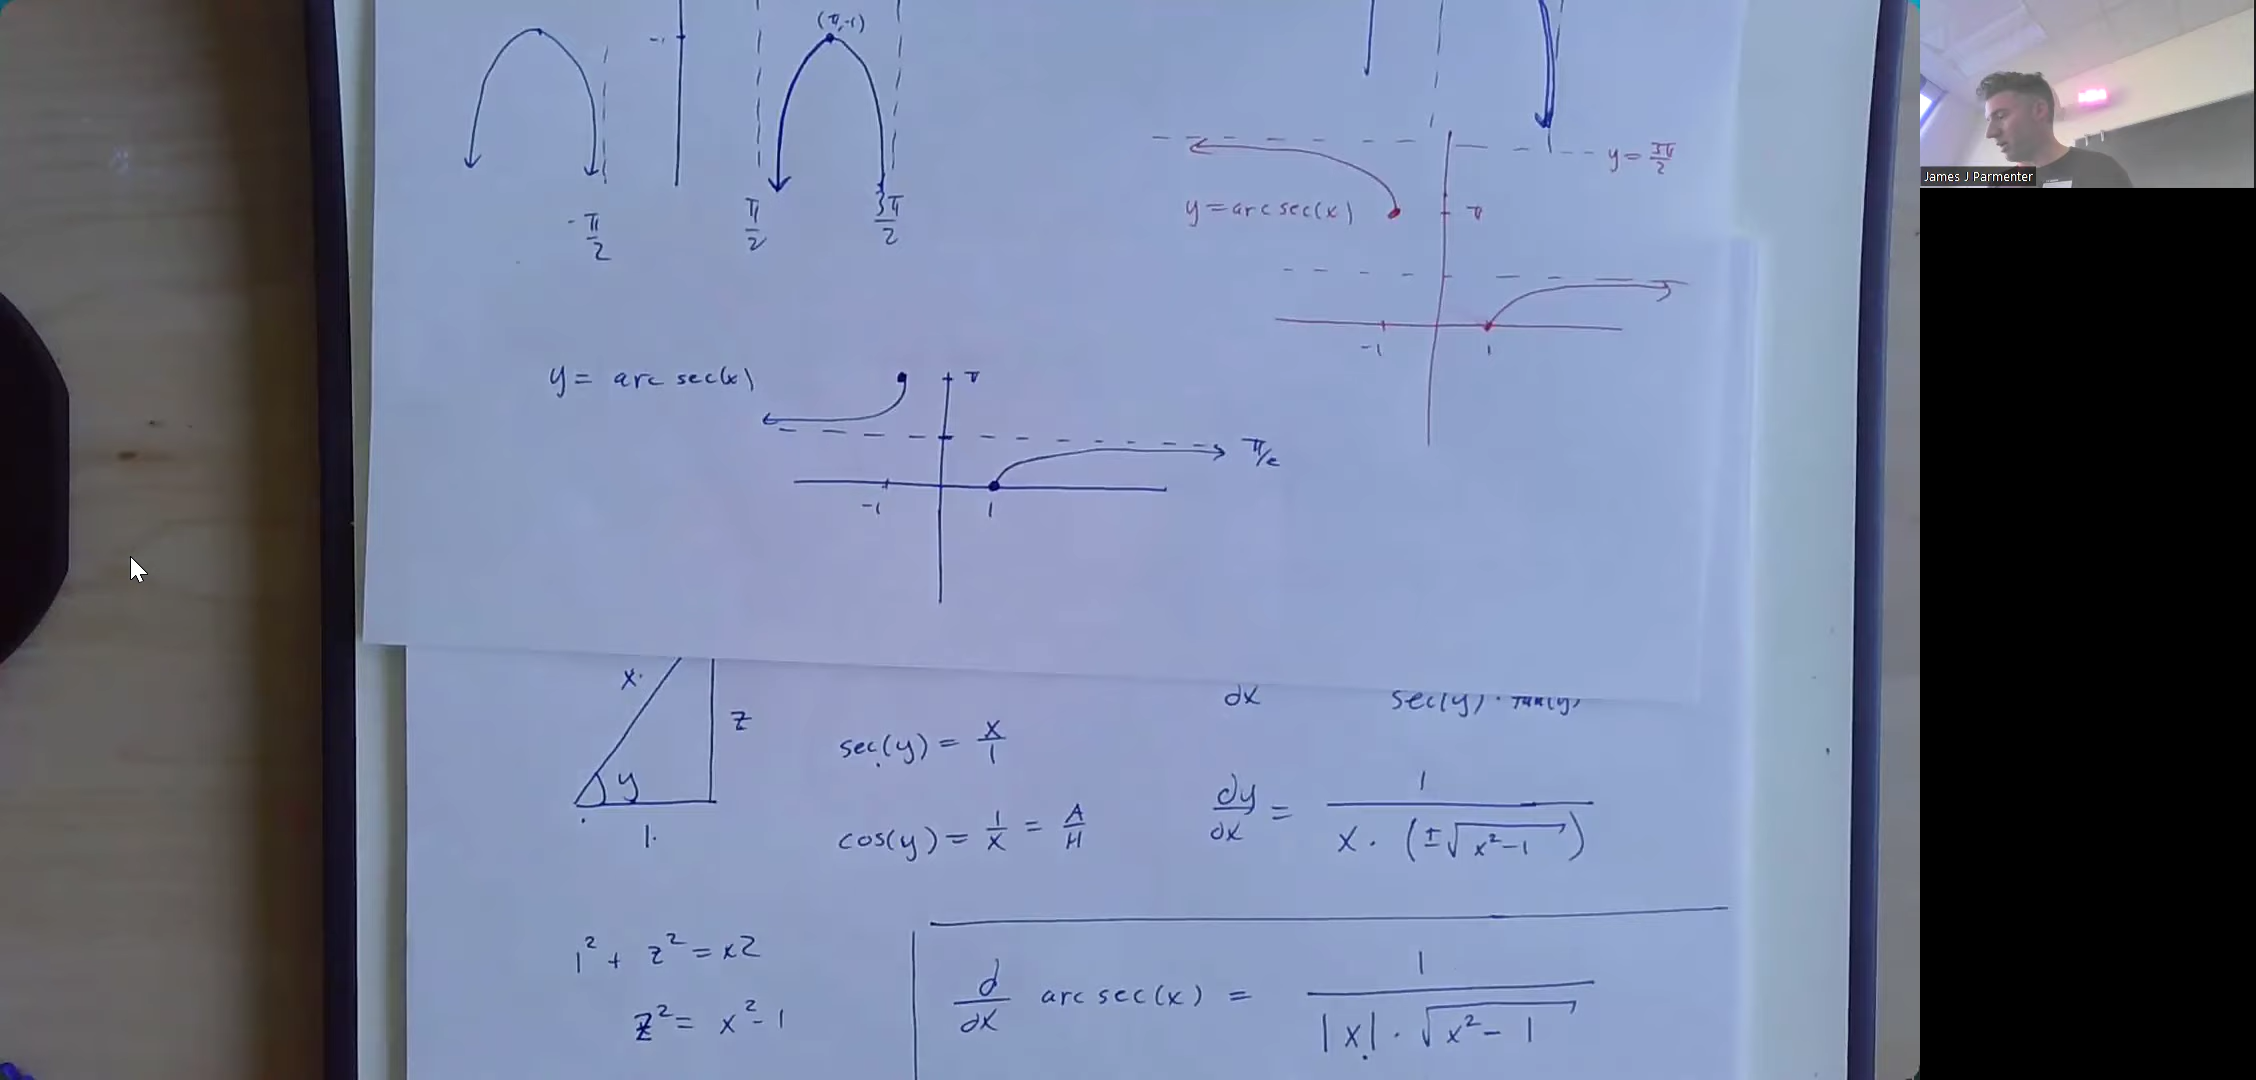 (π,-1)
-1
-π/2
π/2
3π/2
y = 3π/2
y = arc sec(x)
π
-1
1
y = arc sec(x)
π
π/2
-1
1
x
z
y
1
sec(y) = x/1
cos(y) = 1/x = A/H
1² + z² = x2
z² = x² - 1
dx
sec(y) · tan(y)
dy/dx = 1/(x · (±√(x²-1)))
d/dx arc sec(x) = 1/(|x| · √(x² - 1))
James J Parmenter